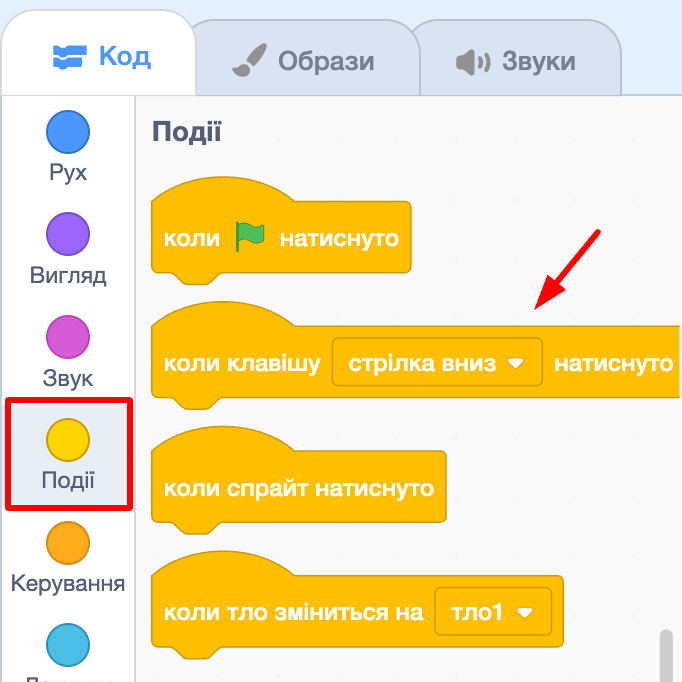 Код
Образи
Звуки
Рух
Вигляд
Звук
Події
Керування
Події
коли натиснуто
коли клавішу стрілка вниз натиснуто
коли спрайт натиснуто
коли тло зміниться на тло1